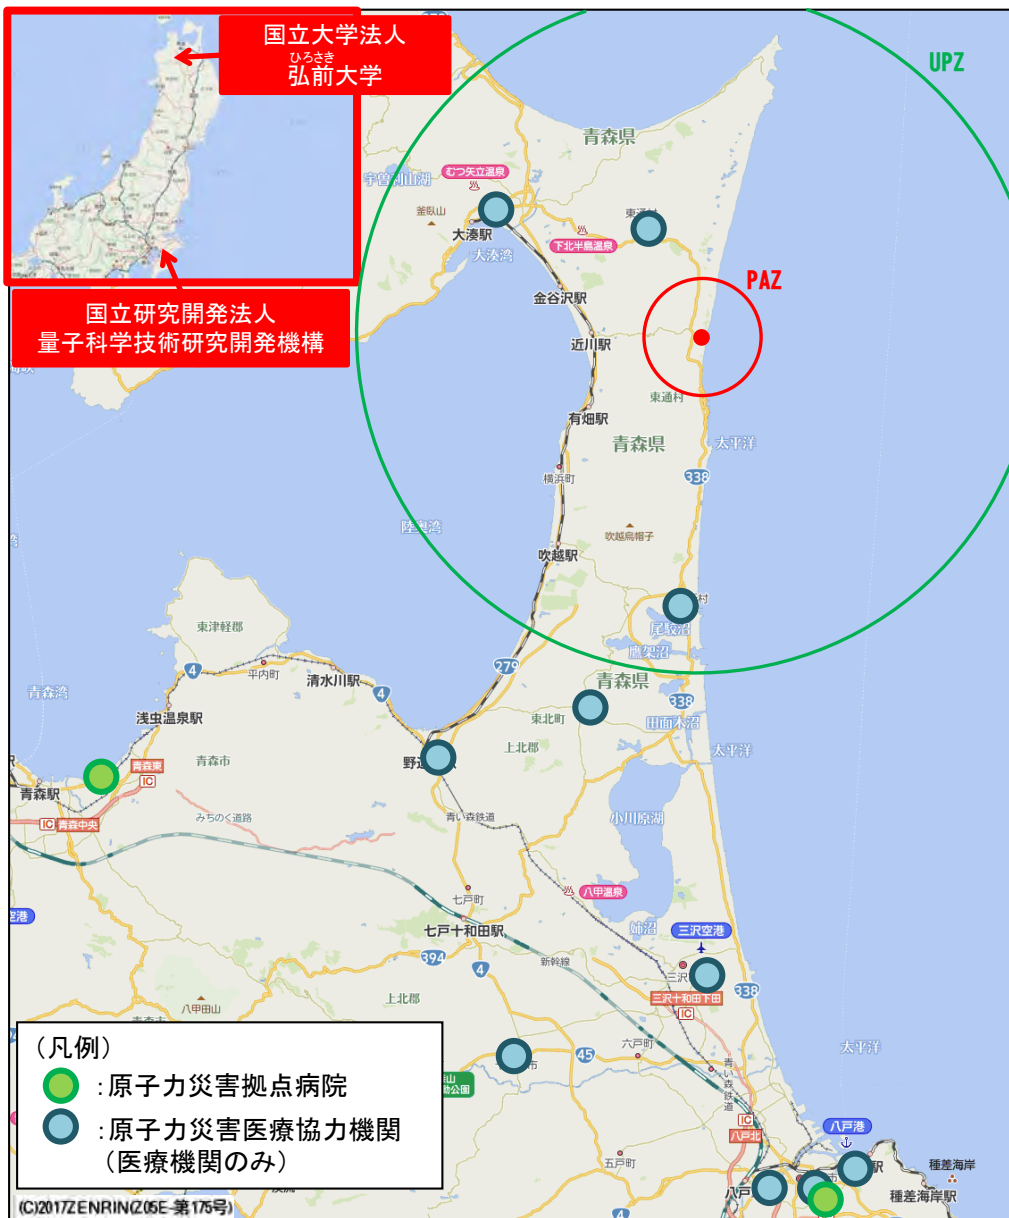 国立大学法人
ひろさき
弘前大学
国立研究開発法人
量子科学技術研究開発機構
UPZ
PAZ
青森県
むつ矢立温泉
宇曽利山湖
釜臥山
大湊駅
大湊湾
下北半島温泉
金谷沢駅
近川駅
東通村
有畑駅
青森県
太平洋
338
横浜町
陸奥湾
吹越烏帽子
吹越駅
村
尾駮沼
鷹架沼
東津軽郡
279
4
平内町
清水川駅
4
青森県
338
青森湾
浅虫温泉駅
東北町
田面木沼
上北郡
太平洋
青森東
IC
青森市
野辺
青森駅
IC
青森中央
みちのく道路
青い森鉄道
小川原湖
七戸町
八甲温泉
空港
七戸十和田駅
姉沼
三沢空港
394
4
新幹線
三沢
上北郡
三沢十和田下田
IC
338
八甲田山
青森市
六戸町
45
市
太平洋
青い森鉄道
IC
八戸北
八戸港
五戸町
八戸
市
駅
種差海岸
種差海岸駅
4
(凡例)
:原子力災害拠点病院
:原子力災害医療協力機関
(医療機関のみ)
(C)2017ZENRIN(Z05E-第175号)